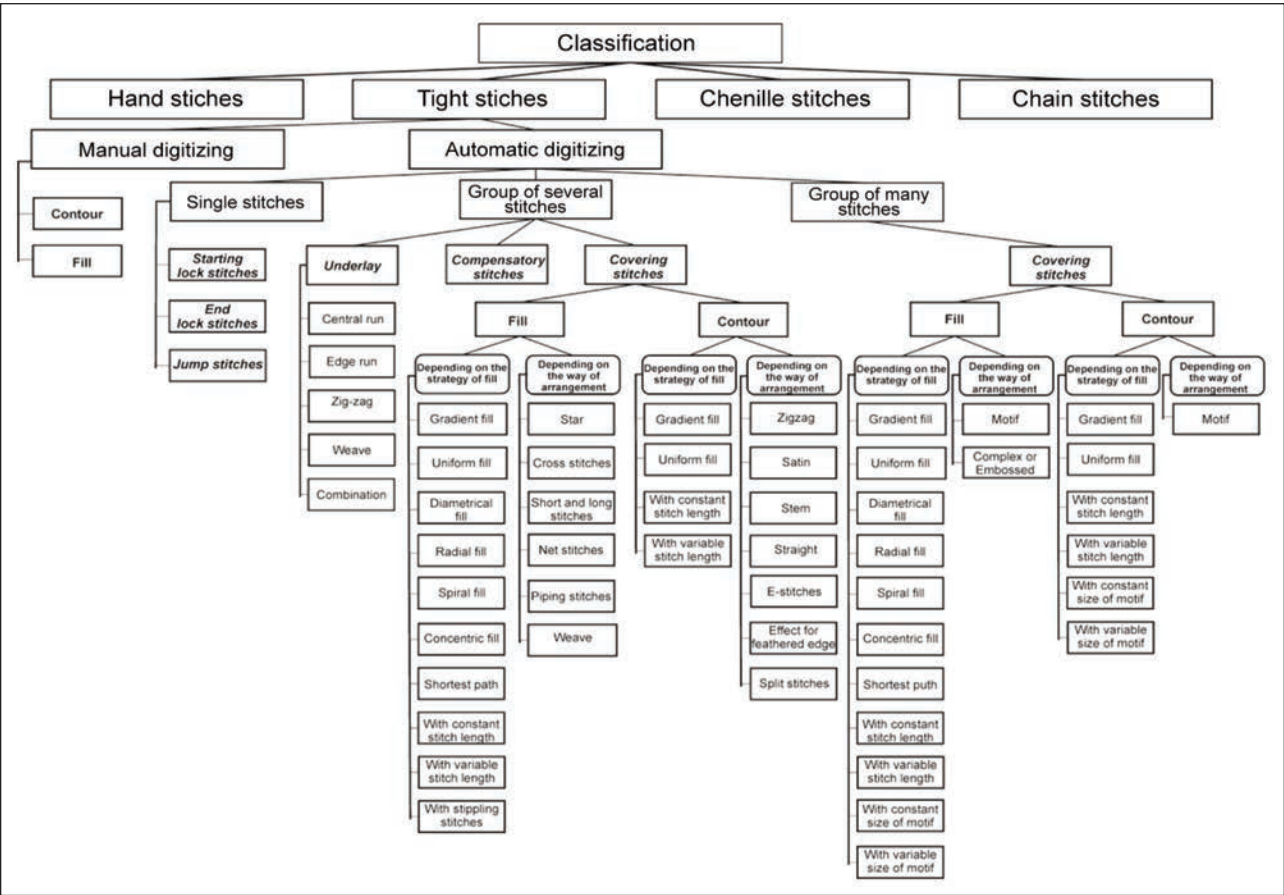 Classification
Hand stiches
Tight stiches
Chenille stitches
Chain stitches
Manual digitizing
Automatic digitizing
Contour
Fill
Single stitches
Group of several
stitches
Group of many
stitches
Starting
lock stitches
End
lock stitches
Jump stitches
Underlay
Compensatory
stitches
Covering
stitches
Covering
stitches
Central run
Edge run
Zig-zag
Weave
Combination
Fill
Contour
Fill
Contour
Depending on the
strategy of fill
Gradient fill
Uniform fill
Diametrical
fill
Radial fill
Spiral fill
Concentric fill
Shortest path
With constant
stitch length
With variable
stitch length
With stippling
stitches
Depending on
the way of
arrangement
Star
Cross stitches
Short and long
stitches
Net stitches
Piping stitches
Weave
Depending on the
strategy of fill
Gradient fill
Uniform fill
With constant
stitch length
With variable
stitch length
Depending on
the way of
arrangement
Zigzag
Satin
Stem
Straight
E-stitches
Effect for
feathered edge
Split stitches
Depending on the
strategy of fill
Gradient fill
Uniform fill
Diametrical
fill
Radial fill
Spiral fill
Concentric fill
Shortest puth
With constant
stitch length
With variable
stitch length
With constant
size of motif
With variable
size of motif
Depending on
the way of
arrangement
Motif
Complex or
Embossed
Depending on the
strategy of fill
Gradient fill
Uniform fill
With constant
stitch length
With variable
stitch length
With constant
size of motif
With variable
size of motif
Depending on
the way of
arrangement
Motif